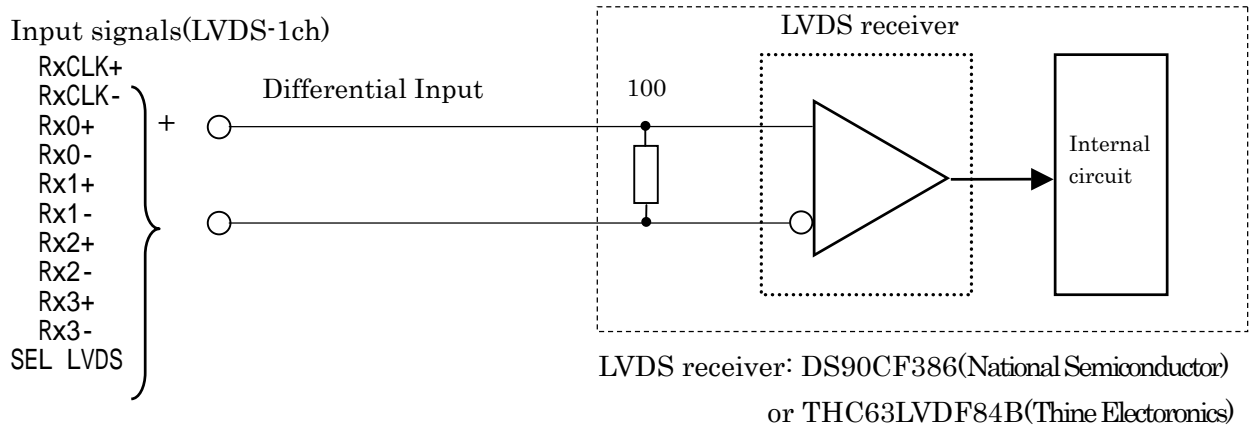 Input signals(LVDS-1ch)
RxCLK+
RxCLK-
Rx0+
Rx0-
Rx1+
Rx1-
Rx2+
Rx2-
Rx3+
Rx3-
SEL LVDS
+
Differential Input
100
LVDS receiver
Internal
circuit
LVDS receiver: DS90CF386(National Semiconductor)
or THC63LVDF84B(Thine Electoronics)